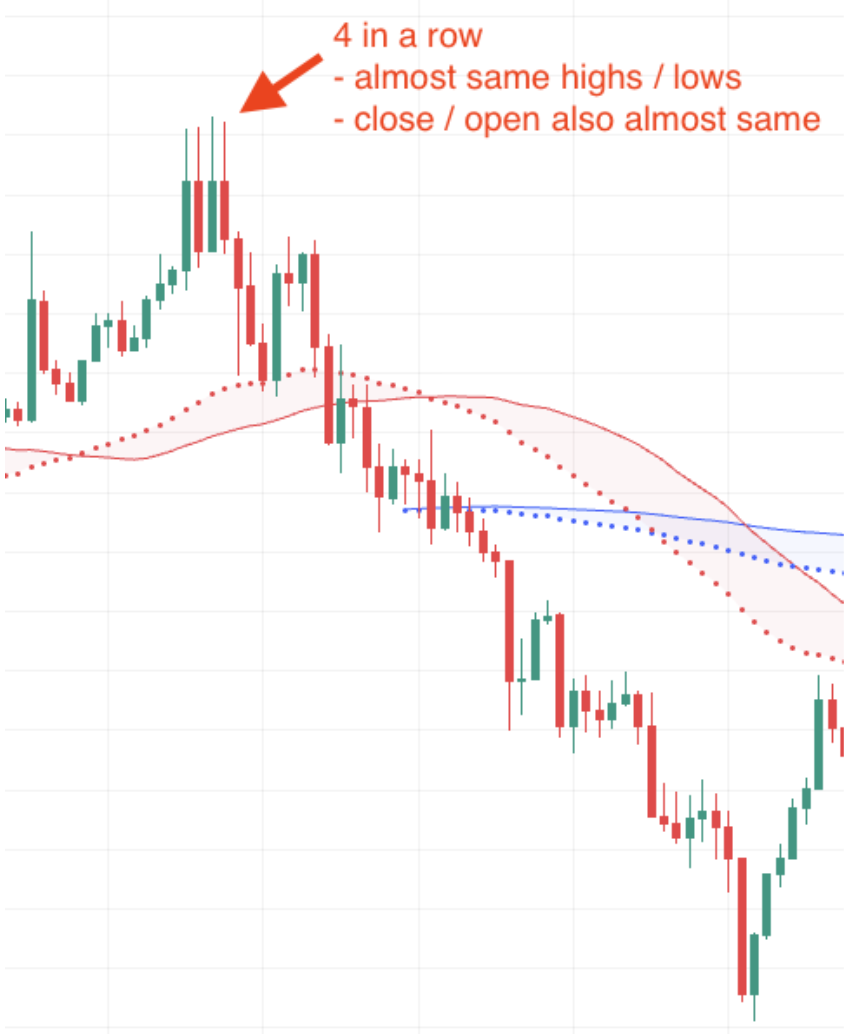 4 in a row
- almost same highs / lows
- close / open also almost same